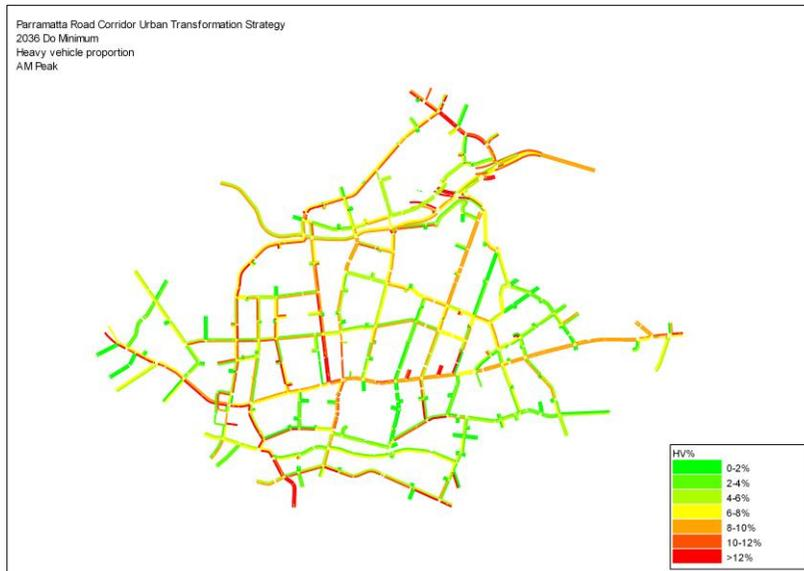 Parramatta Road Corridor Urban Transformation Strategy
2036 Do Minimum
Heavy vehicle proportion
AM Peak
HV%
0-2%
2-4%
4-6%
6-8%
8-10%
10-12%
>12%